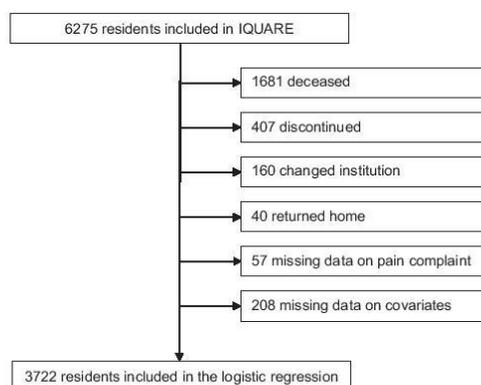 6275 residents included in IQUARE
1681 deceased
407 discontinued
160 changed institution
40 returned home
57 missing data on pain complaint
208 missing data on covariates
3722 residents included in the logistic regression